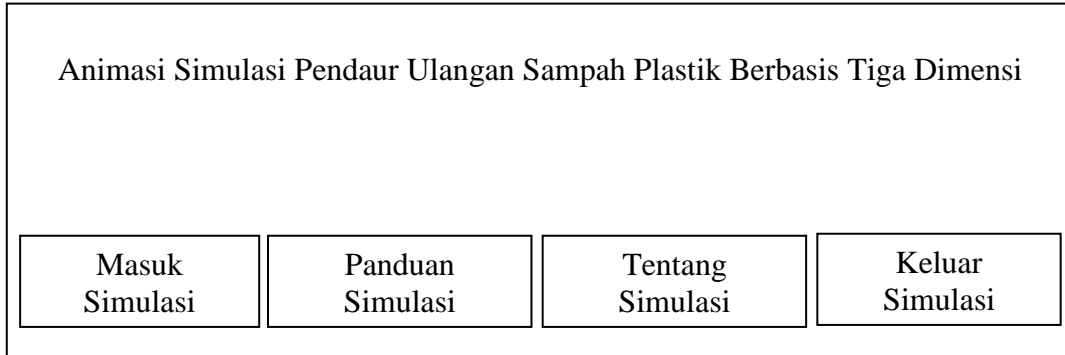 Animasi Simulasi Pendaur Ulangan Sampah Plastik Berbasis Tiga Dimensi
Masuk
Simulasi
Panduan
Simulasi
Tentang
Simulasi
Keluar
Simulasi